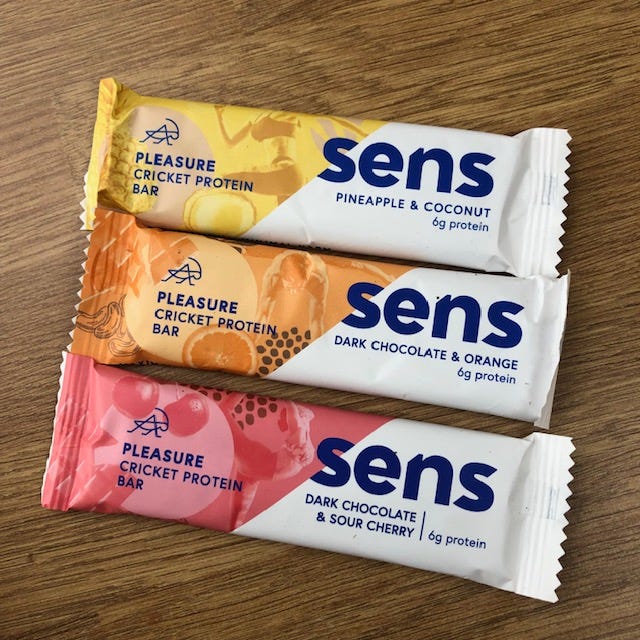 PLEASURE
CRICKET PROTEIN
BAR
sens
PINEAPPLE & COCONUT
6g protein
PLEASURE
CRICKET PROTEIN
BAR
sens
DARK CHOCOLATE & ORANGE
6g protein
PLEASURE
CRICKET PROTEIN
BAR
sens
DARK CHOCOLATE
& SOUR CHERRY
6g protein